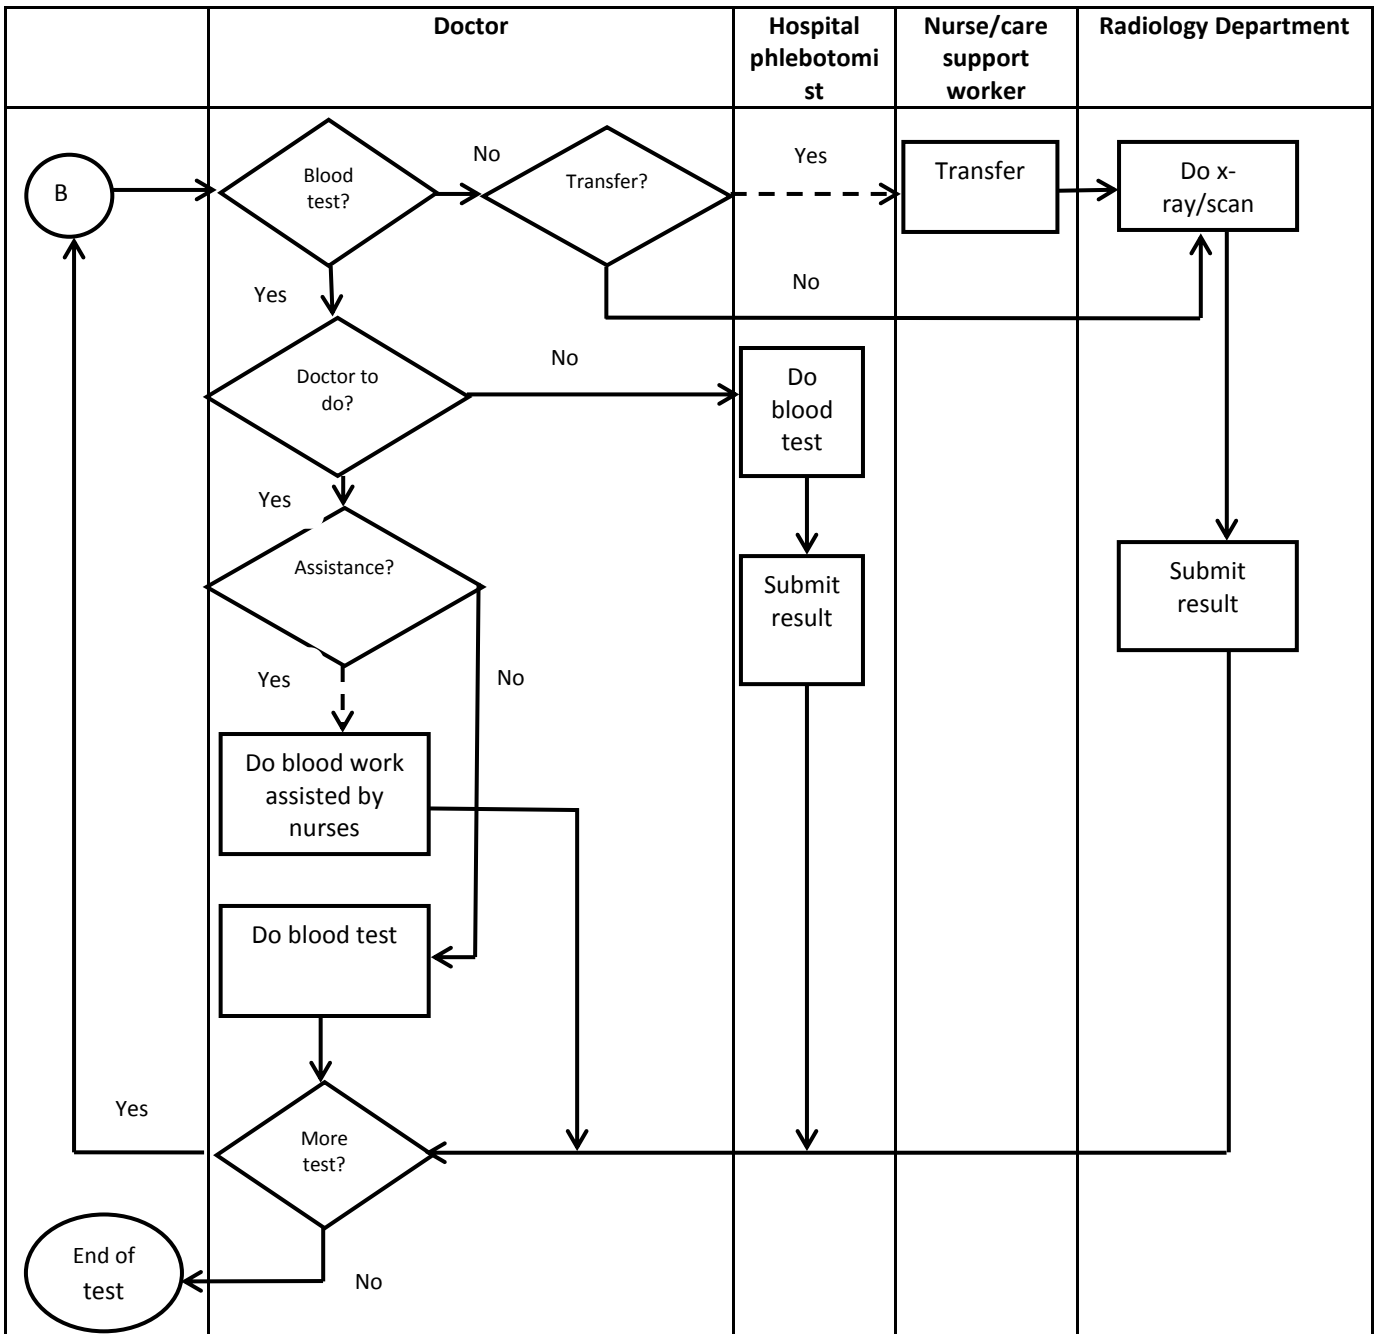 Doctor
Hospital
phlebotomi
st
Nurse/care
support
worker
Radiology Department
B
Blood
test?
No
Transfer?
Yes
Transfer
Do x-
ray/scan
Yes
No
Doctor to
do?
No
Do
blood
test
Yes
Assistance?
Submit
result
Submit
result
Yes
No
Do blood work
assisted by
nurses
Do blood test
Yes
More
test?
End of
test
No